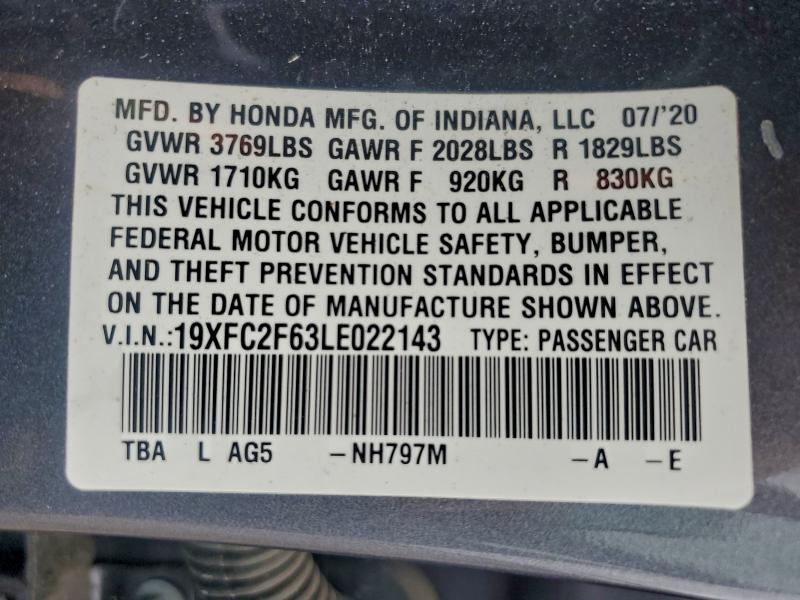 MFD. BY HONDA MFG. OF INDIANA, LLC 07/'20
GVWR 3769LBS GAWR F 2028LBS R 1829LBS
GVWR 1710KG GAWR F 920KG R 830KG
THIS VEHICLE CONFORMS TO ALL APPLICABLE
FEDERAL MOTOR VEHICLE SAFETY, BUMPER,
AND THEFT PREVENTION STANDARDS IN EFFECT
ON THE DATE OF MANUFACTURE SHOWN ABOVE.
V.I.N.:19XFC2F63LE022143 TYPE: PASSENGER CAR
TBA L AG5 -NH797M -A -E